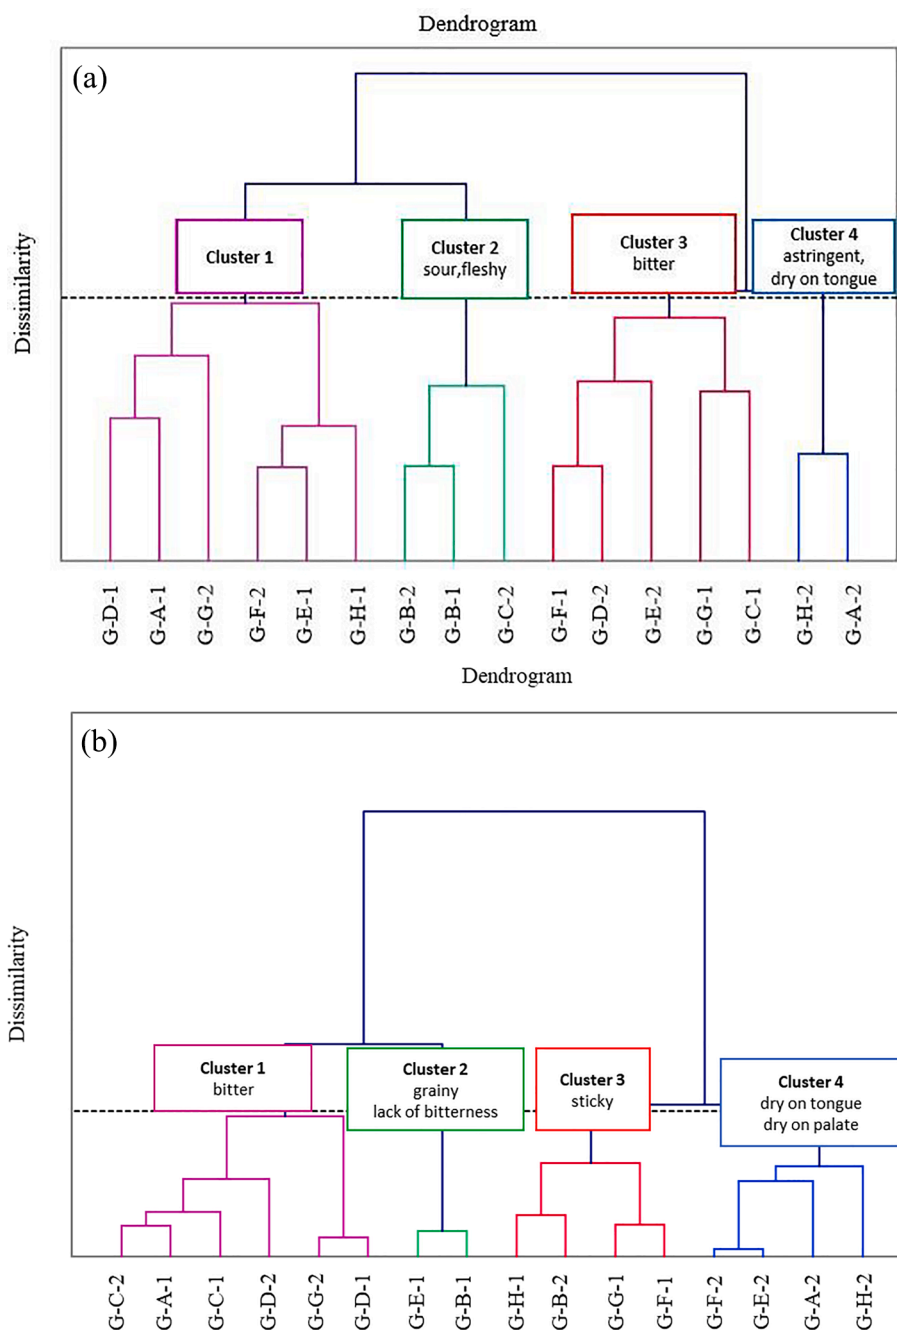 Dendrogram
(a)
Dissimilarity
Cluster 1
Cluster 2
sour,fleshy
Cluster 3
bitter
Cluster 4
astringent,
dry on tongue
G-D-1
G-A-1
G-G-2
G-F-2
G-E-1
G-H-1
G-B-2
G-B-1
G-C-2
G-F-1
G-D-2
G-E-2
G-G-1
G-C-1
G-H-2
G-A-2
Dendrogram
(b)
Dissimilarity
Cluster 1
bitter
Cluster 2
grainy
lack of bitterness
Cluster 3
sticky
Cluster 4
dry on tongue
dry on palate
G-C-2
G-A-1
G-C-1
G-D-2
G-G-2
G-D-1
G-E-1
G-B-1
G-H-1
G-B-2
G-G-1
G-F-1
G-F-2
G-E-2
G-A-2
G-H-2